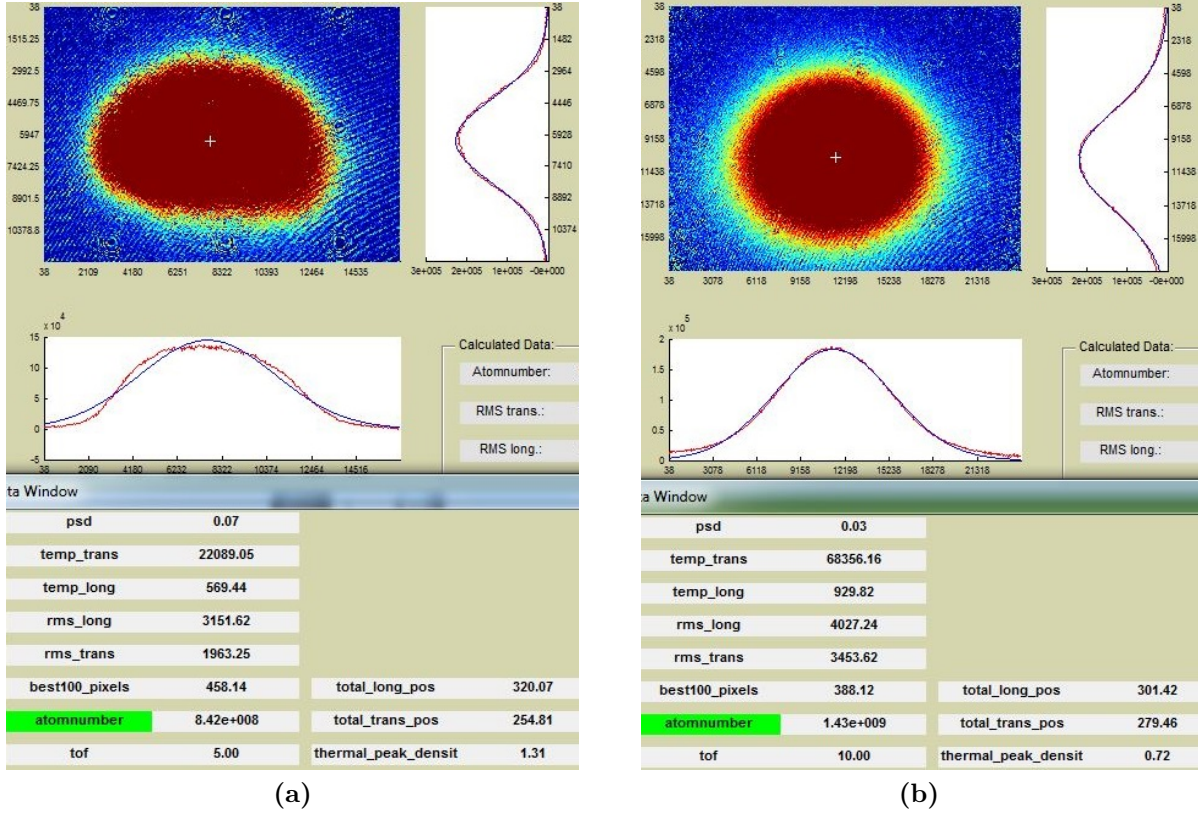 38
1515.25
2992.5
4469.75
5947
7424.25
8901.5
10378.8
38 2109 4180 6251 8322 10393 12464 14535
38
1482
2964
4446
5928
7410
8892
10374
3e+005 2e+005 1e+005 -0e+000
x 10^4
15
10
5
0
-5
38 2090 4180 6232 8322 10374 12464 14516
Calculated Data:
Atomnumber:
RMS trans.:
RMS long.:
ta Window
psd 0.07
temp_trans 22089.05
temp_long 569.44
rms_long 3151.62
rms_trans 1963.25
best100_pixels 458.14 total_long_pos 320.07
atomnumber 8.42e+008 total_trans_pos 254.81
tof 5.00 thermal_peak_densit 1.31
(a)
38
2318
4598
6878
9158
11438
13718
15998
38 3078 6118 9158 12198 15238 18278 21318
38
2318
4598
6878
9158
11438
13718
15998
3e+005 2e+005 1e+005 -0e+000
x 10^5
2
1.5
1
0.5
0
38 3078 6118 9158 12198 15238 18278 21318
Calculated Data:
Atomnumber:
RMS trans.:
RMS long.:
ta Window
psd 0.03
temp_trans 68356.16
temp_long 929.82
rms_long 4027.24
rms_trans 3453.62
best100_pixels 388.12 total_long_pos 301.42
atomnumber 1.43e+009 total_trans_pos 279.46
tof 10.00 thermal_peak_densit 0.72
(b)